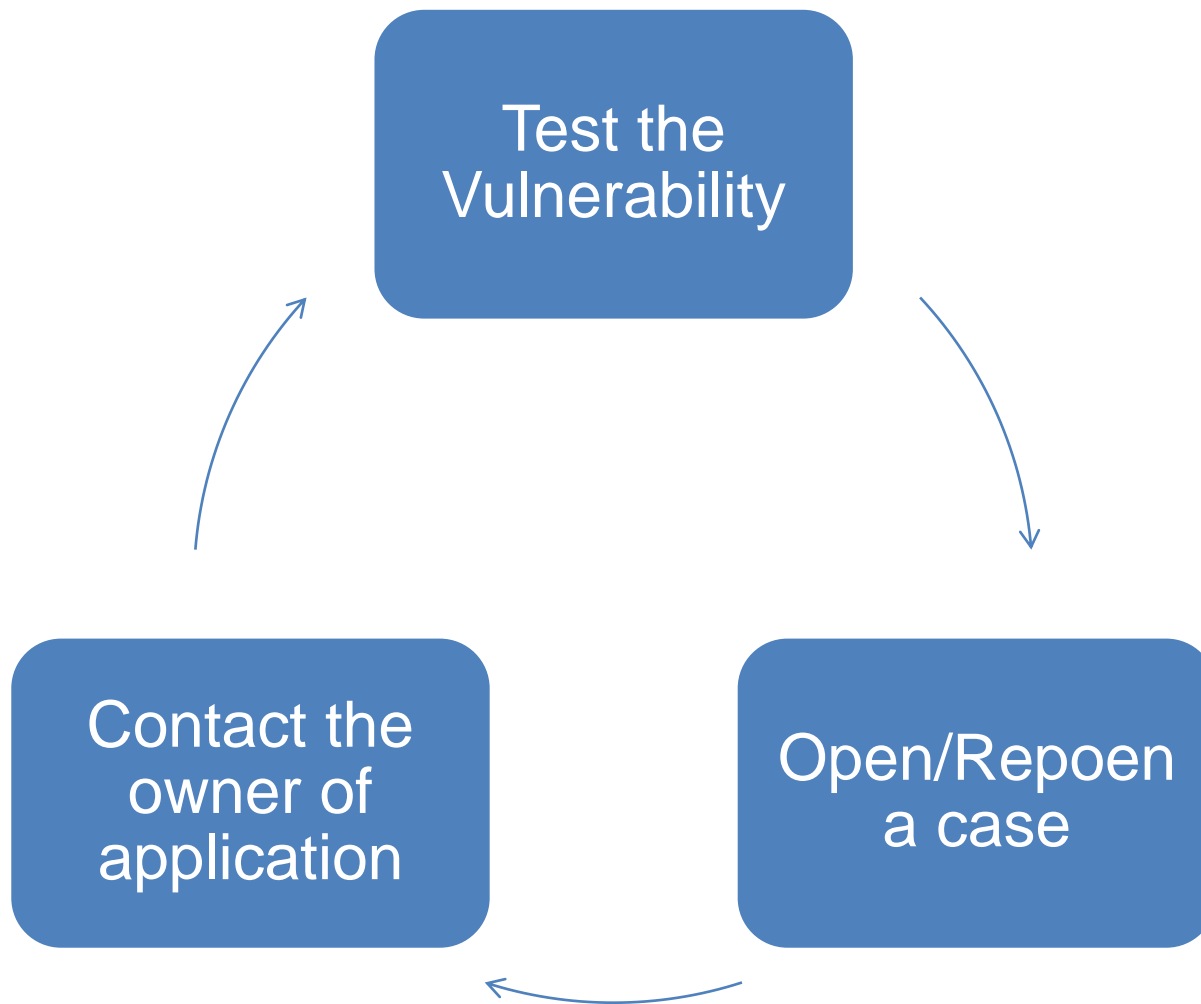 Test the
Vulnerability
Contact the
owner of
application
Open/Repoen
a case